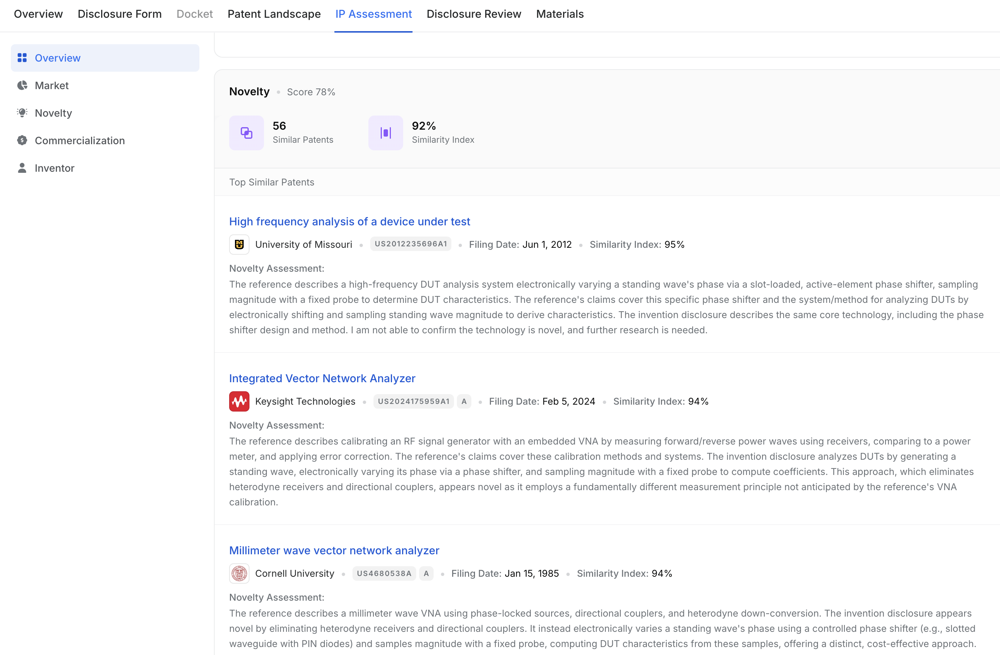 Overview Disclosure Form Docket Patent Landscape IP Assessment Disclosure Review Materials
Overview
Market
Novelty
Commercialization
Inventor
Novelty • Score 78%
56
Similar Patents
92%
Similarity Index
Top Similar Patents
High frequency analysis of a device under test
University of Missouri • US2012235696A1 • Filing Date: Jun 1, 2012 • Similarity Index: 95%
Novelty Assessment:
The reference describes a high-frequency DUT analysis system electronically varying a standing wave's phase via a slot-loaded, active-element phase shifter, sampling
magnitude with a fixed probe to determine DUT characteristics. The reference's claims cover this specific phase shifter and the system/method for analyzing DUTs by
electronically shifting and sampling standing wave magnitude to derive characteristics. The invention disclosure describes the same core technology, including the phase
shifter design and method. I am not able to confirm the technology is novel, and further research is needed.
Integrated Vector Network Analyzer
Keysight Technologies • US2024175959A1 A • Filing Date: Feb 5, 2024 • Similarity Index: 94%
Novelty Assessment:
The reference describes calibrating an RF signal generator with an embedded VNA by measuring forward/reverse power waves using receivers, comparing to a power
meter, and applying error correction. The reference's claims cover these calibration methods and systems. The invention disclosure analyzes DUTs by generating a
standing wave, electronically varying its phase via a phase shifter, and sampling magnitude with a fixed probe to compute coefficients. This approach, which eliminates
heterodyne receivers and directional couplers, appears novel as it employs a fundamentally different measurement principle not anticipated by the reference's VNA
calibration.
Millimeter wave vector network analyzer
Cornell University • US4680538A A • Filing Date: Jan 15, 1985 • Similarity Index: 94%
Novelty Assessment:
The reference describes a millimeter wave VNA using phase-locked sources, directional couplers, and heterodyne down-conversion. The invention disclosure appears
novel by eliminating heterodyne receivers and directional couplers. It instead electronically varies a standing wave's phase using a controlled phase shifter (e.g., slotted
waveguide with PIN diodes) and samples magnitude with a fixed probe, computing DUT characteristics from these samples, offering a distinct, cost-effective approach.